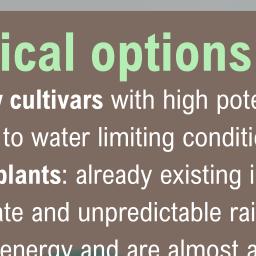 ical options
cultivars with high pote
to water limiting conditi
plants: already existing i
ate and unpredictable rai
energy and are almost a